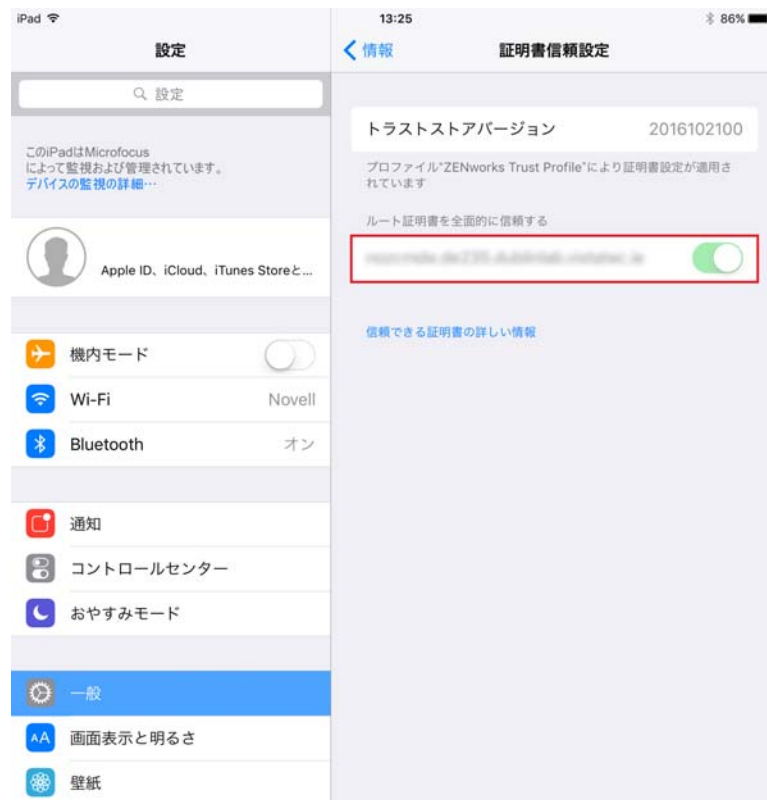 iPad
13:25
86%
設定
設定
このiPadはMicrofocus
によって監視および管理されています。
デバイスの監視の詳細…
Apple ID、iCloud、iTunes Storeと...
機内モード
Wi-Fi
Novell
Bluetooth
オン
通知
コントロールセンター
おやすみモード
一般
AA
画面表示と明るさ
壁紙
情報
証明書信頼設定
トラストストアバージョン
2016102100
プロファイル"ZENworks Trust Profile"により証明書設定が適用さ
れています
ルート証明書を全面的に信頼する
信頼できる証明書の詳しい情報